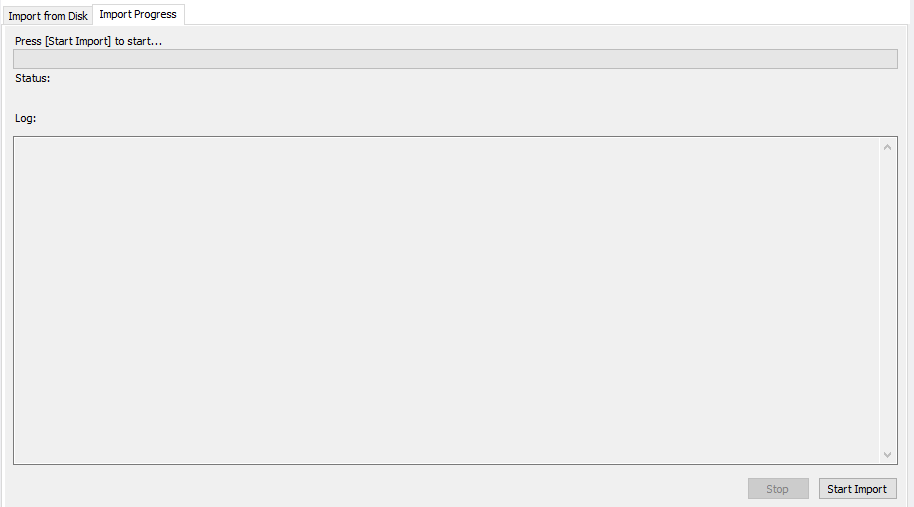 Import from Disk
Import Progress
Press [Start Import] to start...
Status:
Log:
Stop
Start Import